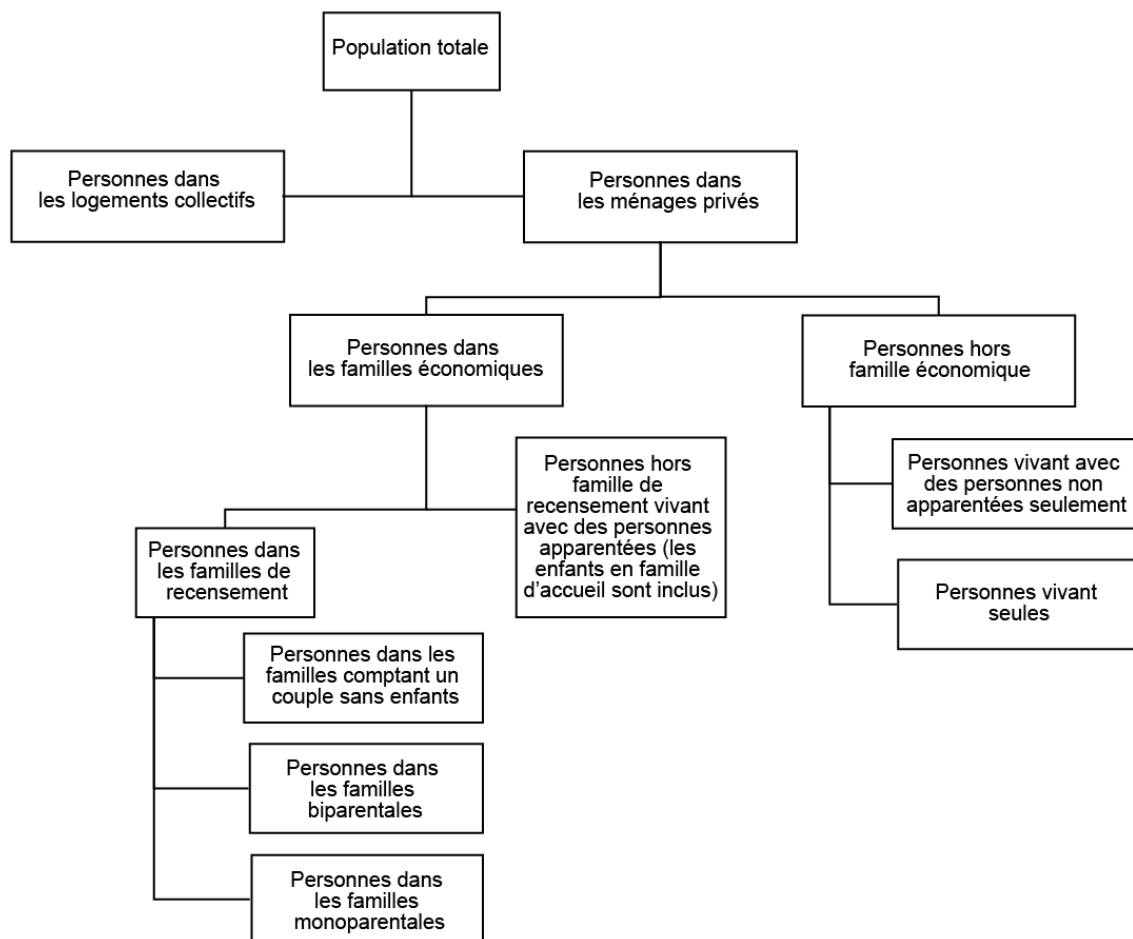 Population totale
Personnes dans
les logements collectifs
Personnes dans
les ménages privés
Personnes dans
les familles économiques
Personnes hors
famille économique
Personnes hors
famille de
recensement vivant
avec des personnes
apparentées (les
enfants en famille
d'accueil sont inclus)
Personnes vivant avec
des personnes non
apparentées seulement
Personnes dans
les familles de
recensement
Personnes vivant
seules
Personnes dans les
familles comptant un
couple sans enfants
Personnes dans
les familles
biparentales
Personnes dans
les familles
monoparentales